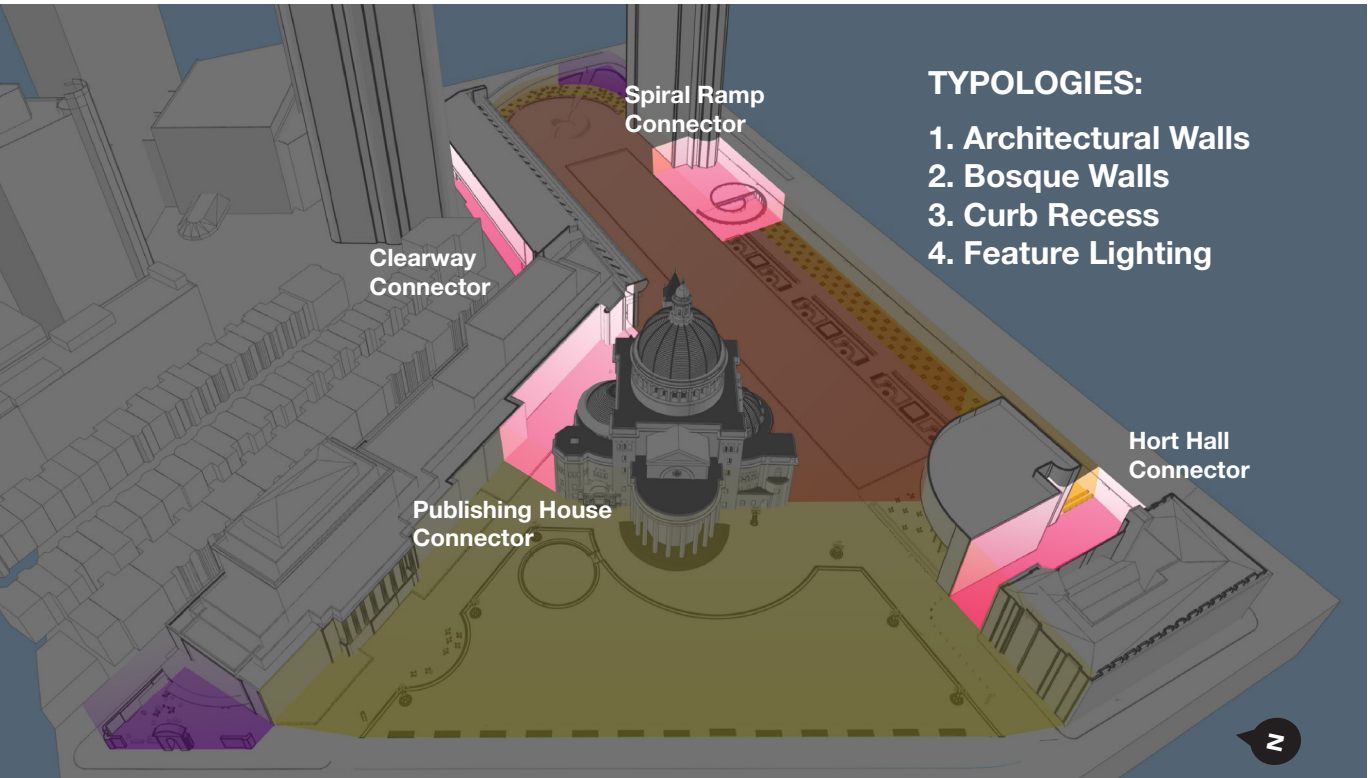 TYPOLOGIES:
1. Architectural Walls
2. Bosque Walls
3. Curb Recess
4. Feature Lighting
Spiral Ramp
Connector
Clearway
Connector
Hort Hall
Connector
Publishing House
Connector
N